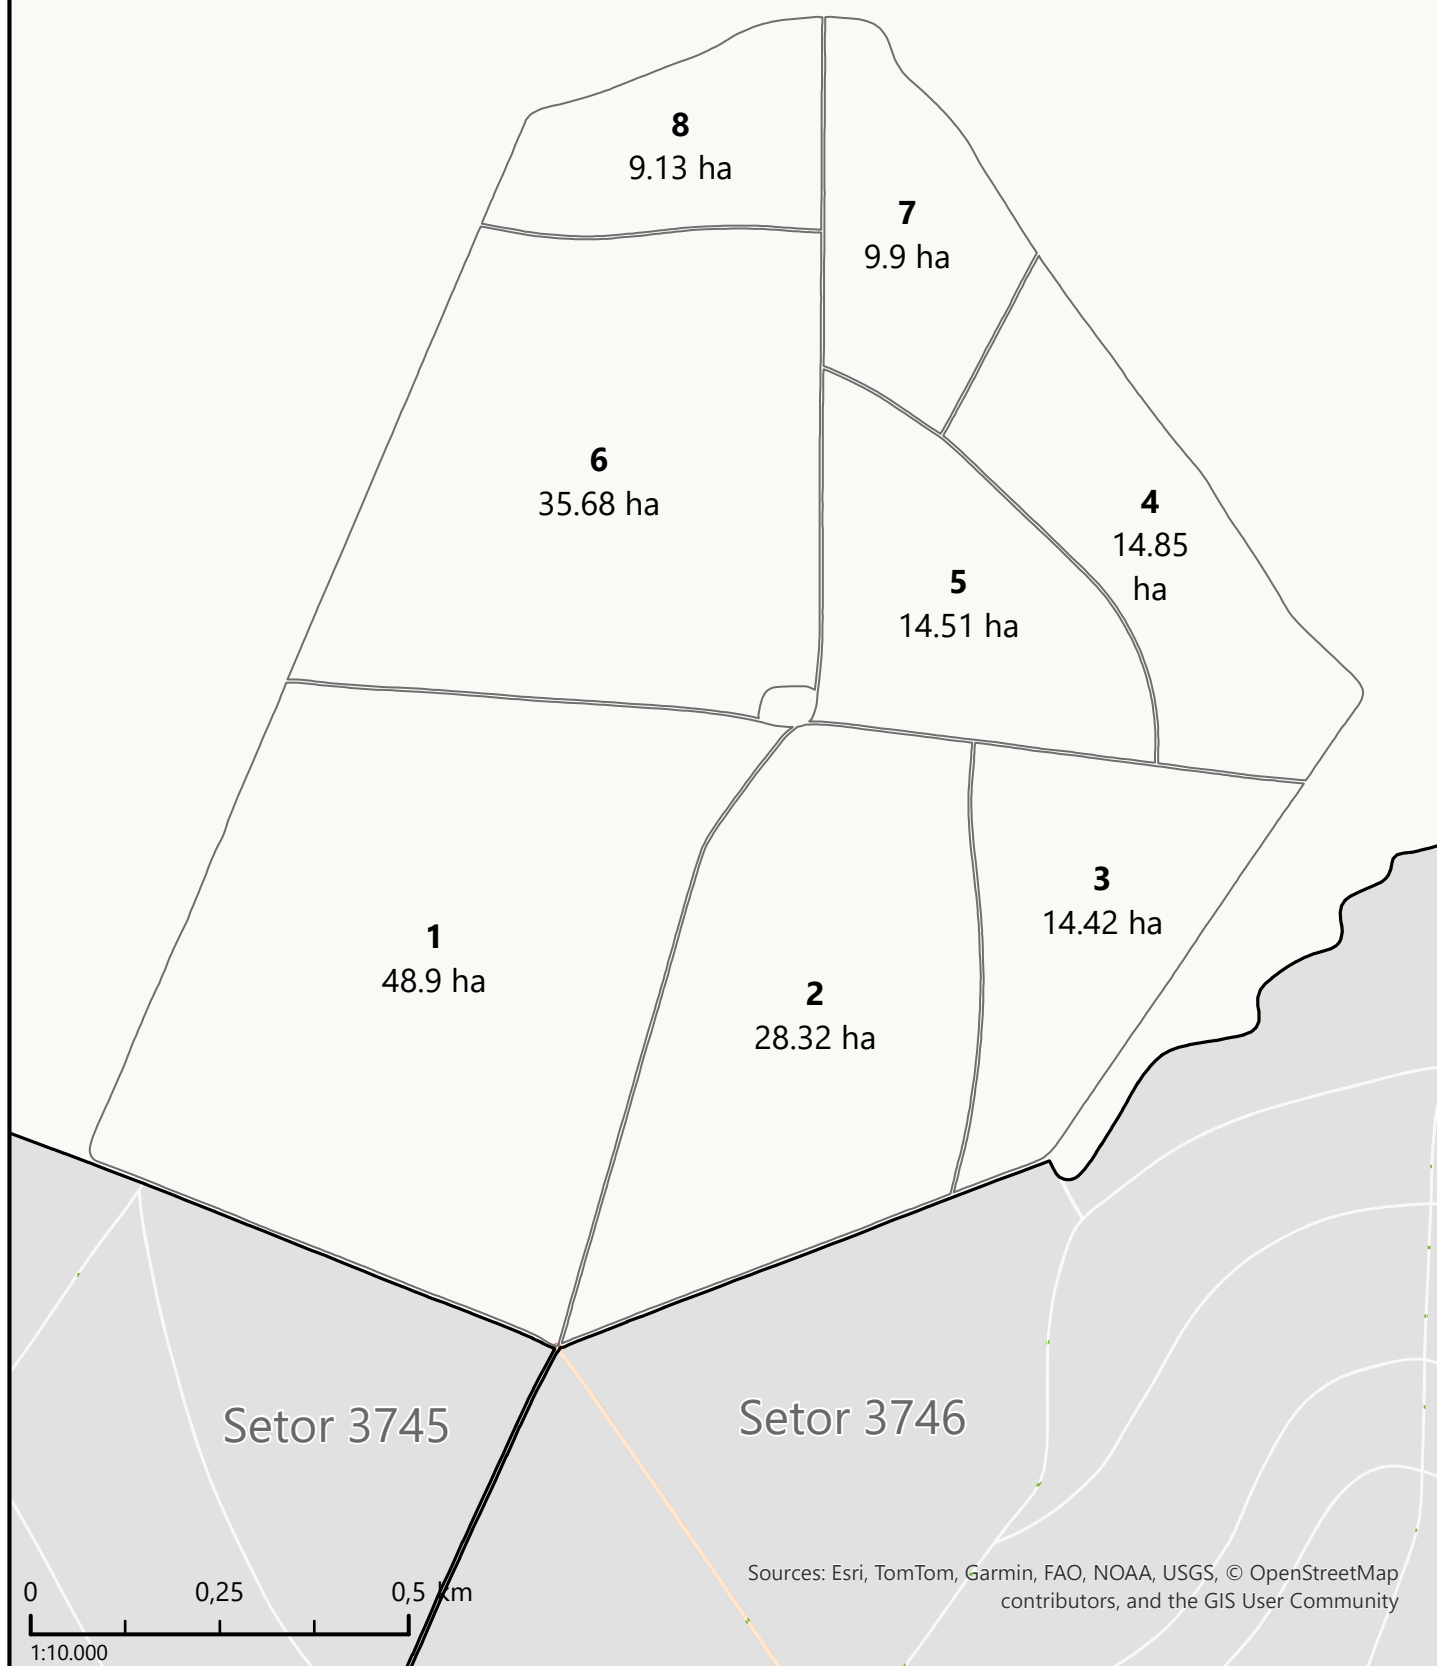 8
9.13 ha
7
9.9 ha
6
35.68 ha
4
14.85
ha
5
14.51 ha
3
14.42 ha
1
48.9 ha
2
28.32 ha
Setor 3745
Setor 3746
Sources: Esri, TomTom, Garmin, FAO, NOAA, USGS, © OpenStreetMap
contributors, and the GIS User Community
0 0,25 0,5 km
1:10.000